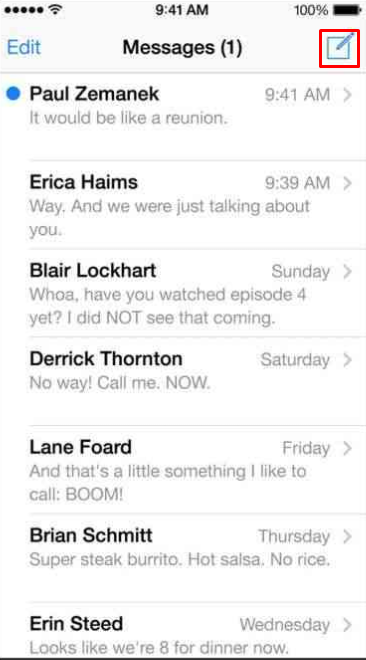 9:41 AM 100%
Edit Messages (1)
Paul Zemanek 9:41 AM
It would be like a reunion.
Erica Haims 9:39 AM
Way. And we were just talking about
you.
Blair Lockhart Sunday
Whoa, have you watched episode 4
yet? I did NOT see that coming.
Derrick Thornton Saturday
No way! Call me. NOW.
Lane Foard Friday
And that's a little something I like to
call: BOOM!
Brian Schmitt Thursday
Super steak burrito. Hot salsa. No rice.
Erin Steed Wednesday
Looks like we're 8 for dinner now.